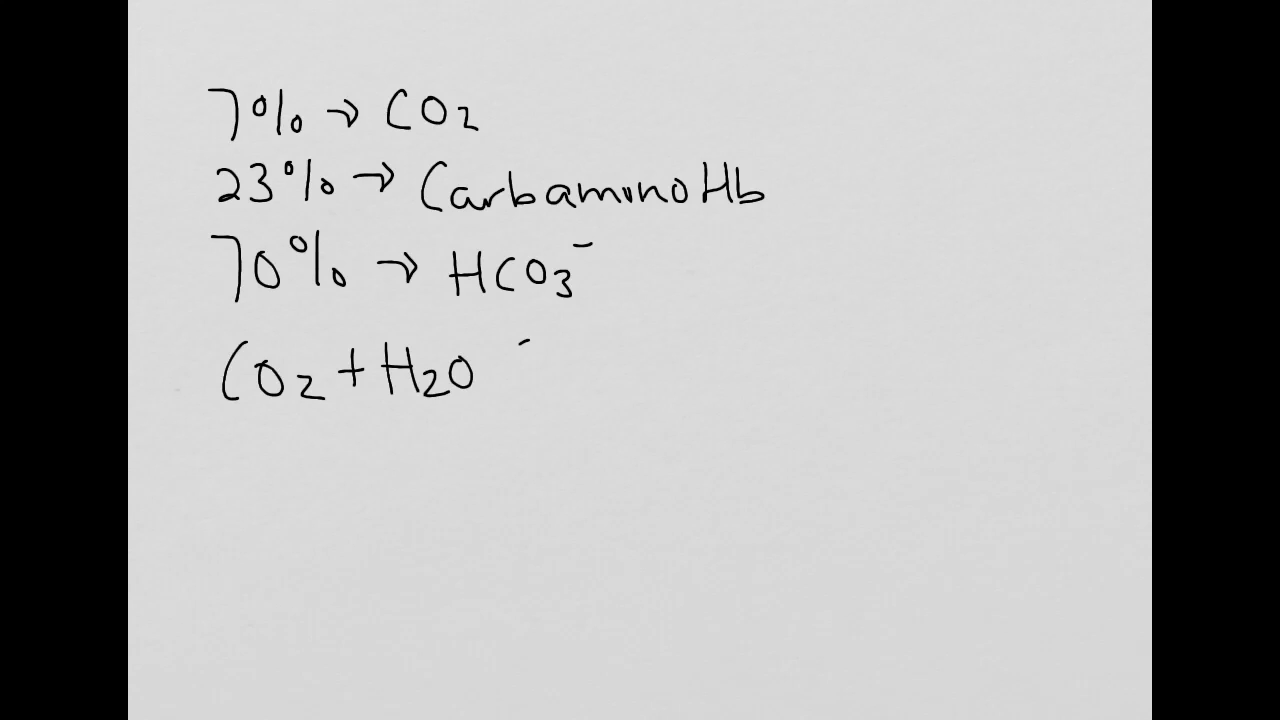 7% → CO2
23% → CarbaminoHb
70% → HCO3⁻
CO2 + H2O